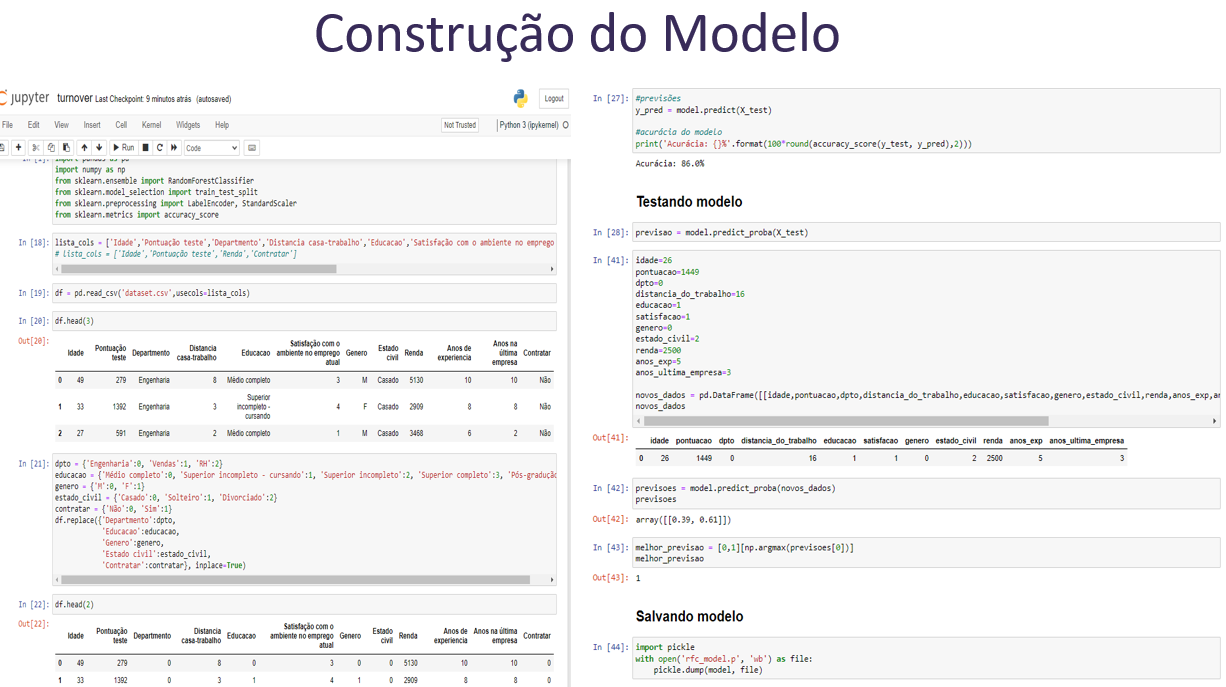 Construção do Modelo
jupyter turnover Last Checkpoint: 9 minutos atrás (autosaved)
Logout
File Edit View Insert Cell Kernel Widgets Help
Not Trusted
Python 3 (ipykernel)
Run
Code
In [1]: import pandas as pd
import numpy as np
from sklearn.ensemble import RandomForestClassifier
from sklearn.model_selection import train_test_split
from sklearn.preprocessing import LabelEncoder, StandardScaler
from sklearn.metrics import accuracy_score
In [18]: lista_cols = ['Idade','Pontuação teste','Departmento','Distancia casa-trabalho','Educacao','Satisfação com o ambiente no emprego
# lista_cols = ['Idade','Pontuação teste','Renda','Contratar']
In [19]: df = pd.read_csv('dataset.csv',usecols=lista_cols)
In [20]: df.head(3)
Out[20]:
Idade Pontuação teste Departmento Distancia casa-trabalho Educacao Satisfação com o ambiente no emprego atual Genero Estado civil Renda Anos de experiencia Anos na última empresa Contratar
0 49 279 Engenharia 8 Médio completo 3 M Casado 5130 10 10 Não
1 33 1392 Engenharia 3 Superior incompleto - cursando 4 F Casado 2909 8 8 Não
2 27 591 Engenharia 2 Médio completo 1 M Casado 3468 6 2 Não
In [21]: dpto = {'Engenharia':0, 'Vendas':1, 'RH':2}
educacao = {'Médio completo':0, 'Superior incompleto - cursando':1, 'Superior incompleto':2, 'Superior completo':3, 'Pós-graduação
genero = {'M':0, 'F':1}
estado_civil = {'Casado':0, 'Solteiro':1, 'Divorciado':2}
contratar = {'Não':0, 'Sim':1}
df.replace({'Departmento':dpto,
'Educacao':educacao,
'Genero':genero,
'Estado civil':estado_civil,
'Contratar':contratar}, inplace=True)
In [22]: df.head(2)
Out[22]:
Idade Pontuação teste Departmento Distancia casa-trabalho Educacao Satisfação com o ambiente no emprego atual Genero Estado civil Renda Anos de experiencia Anos na última empresa Contratar
0 49 279 0 8 0 3 0 0 5130 10 10 0
1 33 1392 0 3 1 4 1 0 2909 8 8 0
In [27]: #previsões
y_pred = model.predict(X_test)
#acurácia do modelo
print('Acurácia: {}%'.format(100*round(accuracy_score(y_test, y_pred),2)))
Acurácia: 86.0%
Testando modelo
In [28]: previsao = model.predict_proba(X_test)
In [41]: idade=26
pontuacao=1449
dpto=0
distancia_do_trabalho=16
educacao=1
satisfacao=1
genero=0
estado_civil=2
renda=2500
anos_exp=5
anos_ultima_empresa=3
novos_dados = pd.DataFrame([[idade,pontuacao,dpto,distancia_do_trabalho,educacao,satisfacao,genero,estado_civil,renda,anos_exp,an
novos_dados
Out[41]: idade pontuacao dpto distancia_do_trabalho educacao satisfacao genero estado_civil renda anos_exp anos_ultima_empresa
0 26 1449 0 16 1 1 0 2 2500 5 3
In [42]: previsoes = model.predict_proba(novos_dados)
previsoes
Out[42]: array([[0.39, 0.61]])
In [43]: melhor_previsao = [0,1][np.argmax(previsoes[0])]
melhor_previsao
Out[43]: 1
Salvando modelo
In [44]: import pickle
with open('rfc_model.p', 'wb') as file:
pickle.dump(model, file)